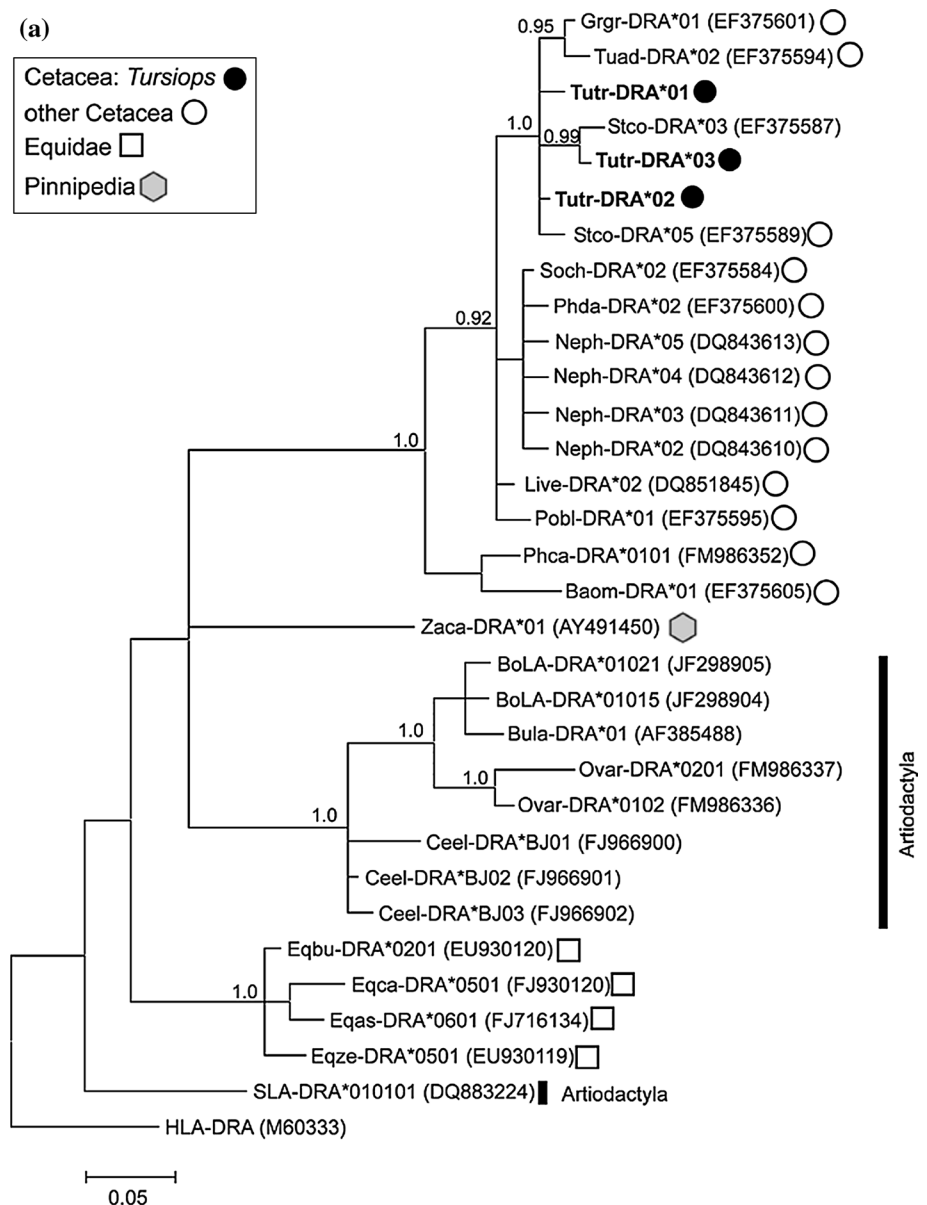 (a)
Cetacea: Tursiops
other Cetacea
Equidae
Pinnipedia
0.95
Grgr-DRA*01 (EF375601)
Tuad-DRA*02 (EF375594)
Tutr-DRA*01
1.0
Stco-DRA*03 (EF375587)
0.99
Tutr-DRA*03
Tutr-DRA*02
Stco-DRA*05 (EF375589)
Soch-DRA*02 (EF375584)
Phda-DRA*02 (EF375600)
0.92
Neph-DRA*05 (DQ843613)
Neph-DRA*04 (DQ843612)
Neph-DRA*03 (DQ843611)
1.0
Neph-DRA*02 (DQ843610)
Live-DRA*02 (DQ851845)
Pobl-DRA*01 (EF375595)
Phca-DRA*0101 (FM986352)
Baom-DRA*01 (EF375605)
Zaca-DRA*01 (AY491450)
BoLA-DRA*01021 (JF298905)
BoLA-DRA*01015 (JF298904)
1.0
Bula-DRA*01 (AF385488)
Ovar-DRA*0201 (FM986337)
1.0
Ovar-DRA*0102 (FM986336)
1.0
Ceel-DRA*BJ01 (FJ966900)
Ceel-DRA*BJ02 (FJ966901)
Ceel-DRA*BJ03 (FJ966902)
Artiodactyla
Eqbu-DRA*0201 (EU930120)
1.0
Eqca-DRA*0501 (FJ930120)
Eqas-DRA*0601 (FJ716134)
Eqze-DRA*0501 (EU930119)
SLA-DRA*010101 (DQ883224) Artiodactyla
HLA-DRA (M60333)
0.05